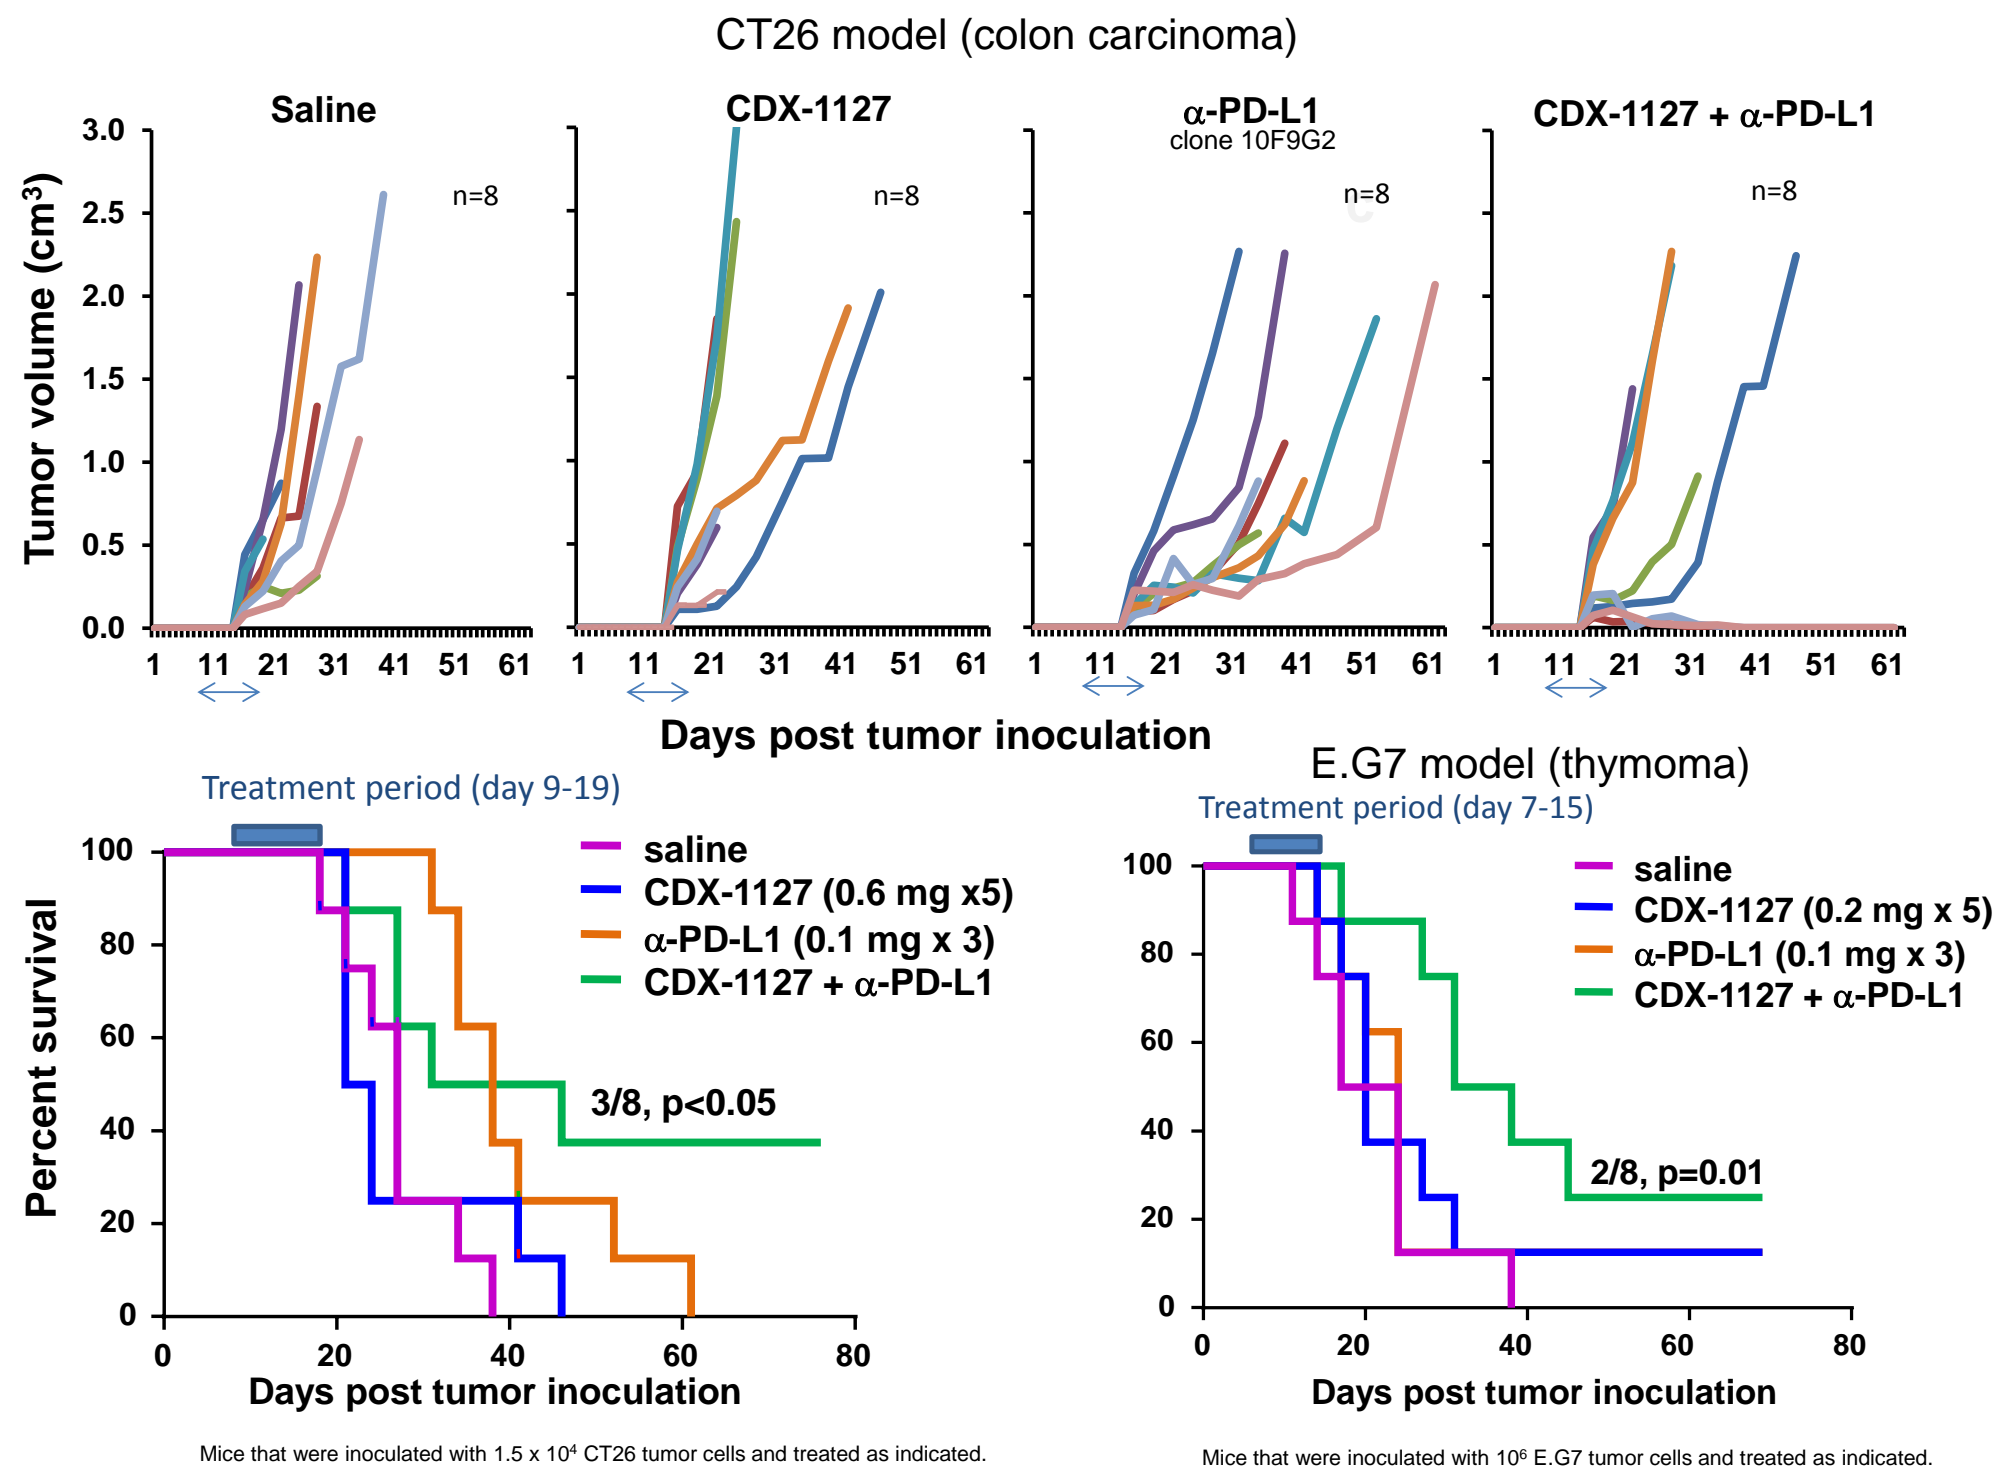 CT26 model (colon carcinoma)
Saline
CDX-1127
α-PD-L1
clone 10F9G2
CDX-1127 + α-PD-L1
n=8
n=8
n=8
c
n=8
Tumor volume (cm³)
3.0
2.5
2.0
1.5
1.0
0.5
0.0
1 11 21 31 41 51 61
1 11 21 31 41 51 61
1 11 21 31 41 51 61
1 11 21 31 41 51 61
Days post tumor inoculation
Treatment period (day 9-19)
saline
CDX-1127 (0.6 mg x5)
α-PD-L1 (0.1 mg x 3)
CDX-1127 + α-PD-L1
Percent survival
100
80
60
40
20
0
3/8, p<0.05
0 20 40 60 80
Days post tumor inoculation
Mice that were inoculated with 1.5 x 10⁴ CT26 tumor cells and treated as indicated.
E.G7 model (thymoma)
Treatment period (day 7-15)
saline
CDX-1127 (0.2 mg x 5)
α-PD-L1 (0.1 mg x 3)
CDX-1127 + α-PD-L1
100
80
60
40
20
0
2/8, p=0.01
0 20 40 60 80
Days post tumor inoculation
Mice that were inoculated with 10⁶ E.G7 tumor cells and treated as indicated.